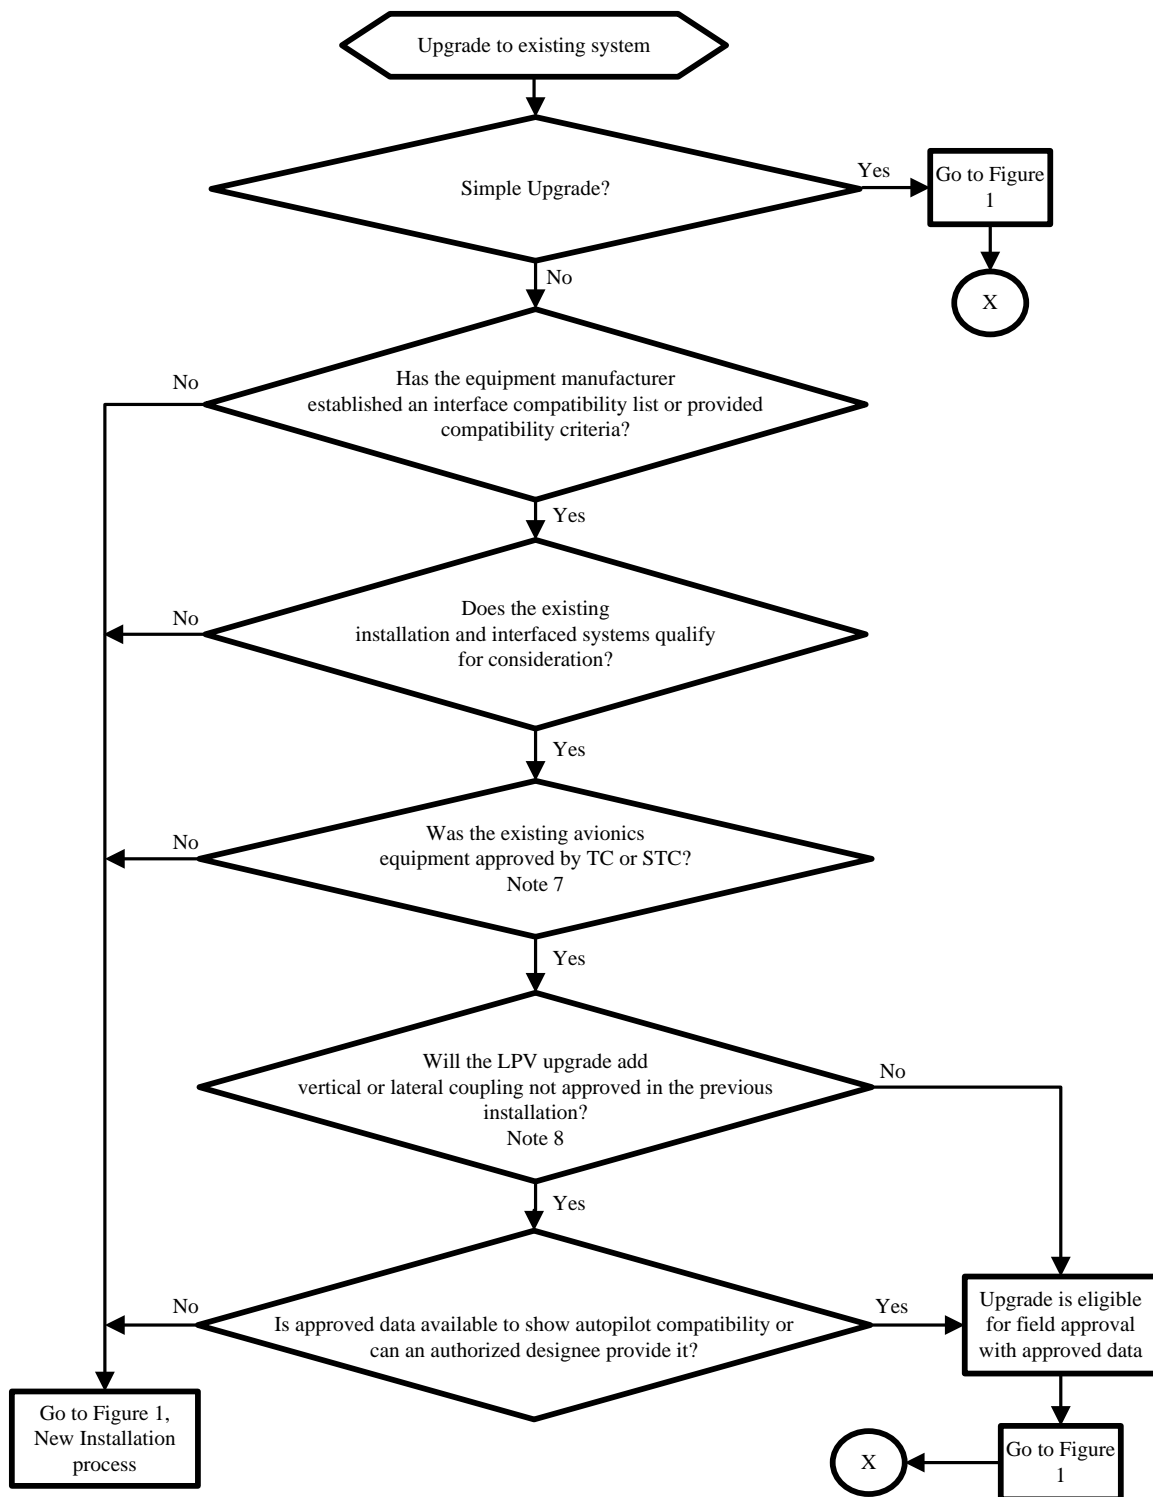 Upgrade to existing system
Simple Upgrade?
Yes
Go to Figure
1
X
No
Has the equipment manufacturer
established an interface compatibility list or provided
compatibility criteria?
No
Yes
Does the existing
installation and interfaced systems qualify
for consideration?
No
Yes
Was the existing avionics
equipment approved by TC or STC?
Note 7
No
Yes
Will the LPV upgrade add
vertical or lateral coupling not approved in the previous
installation?
Note 8
No
Yes
Is approved data available to show autopilot compatibility or
can an authorized designee provide it?
No
Yes
Upgrade is eligible
for field approval
with approved data
Go to Figure 1,
New Installation
process
X
Go to Figure
1